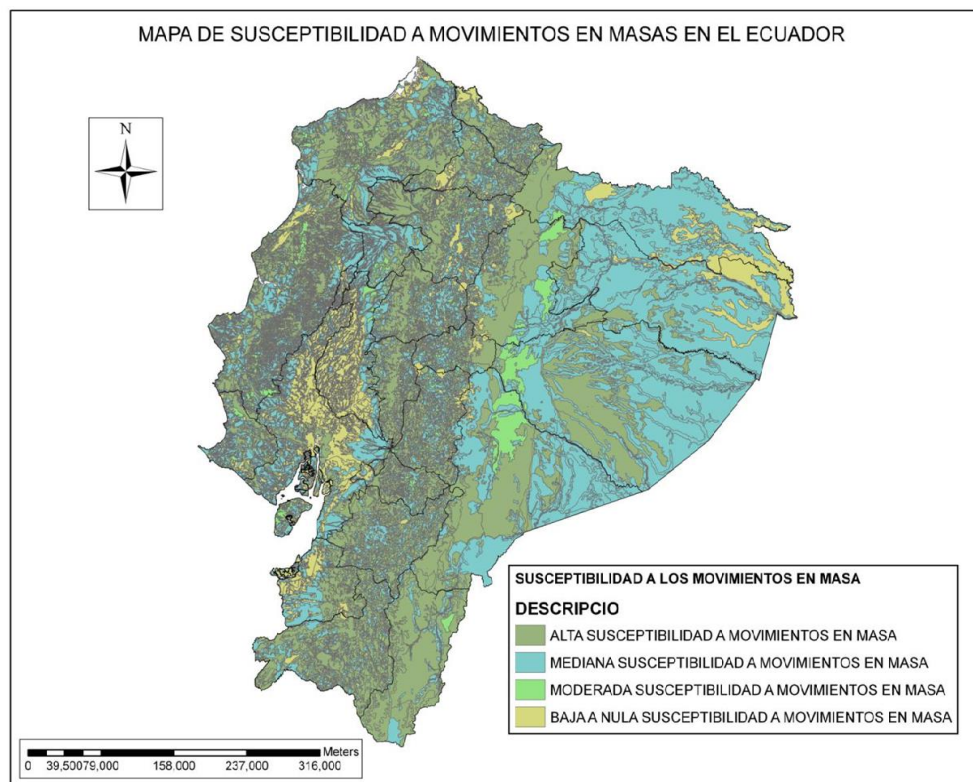 MAPA DE SUSCEPTIBILIDAD A MOVIMIENTOS EN MASAS EN EL ECUADOR
N
SUSCEPTIBILIDAD A LOS MOVIMIENTOS EN MASA
DESCRIPCIO
ALTA SUSCEPTIBILIDAD A MOVIMIENTOS EN MASA
MEDIANA SUSCEPTIBILIDAD A MOVIMIENTOS EN MASA
MODERADA SUSCEPTIBILIDAD A MOVIMIENTOS EN MASA
BAJA A NULA SUSCEPTIBILIDAD A MOVIMIENTOS EN MASA
Meters
0 39,50079,000 158,000 237,000 316,000